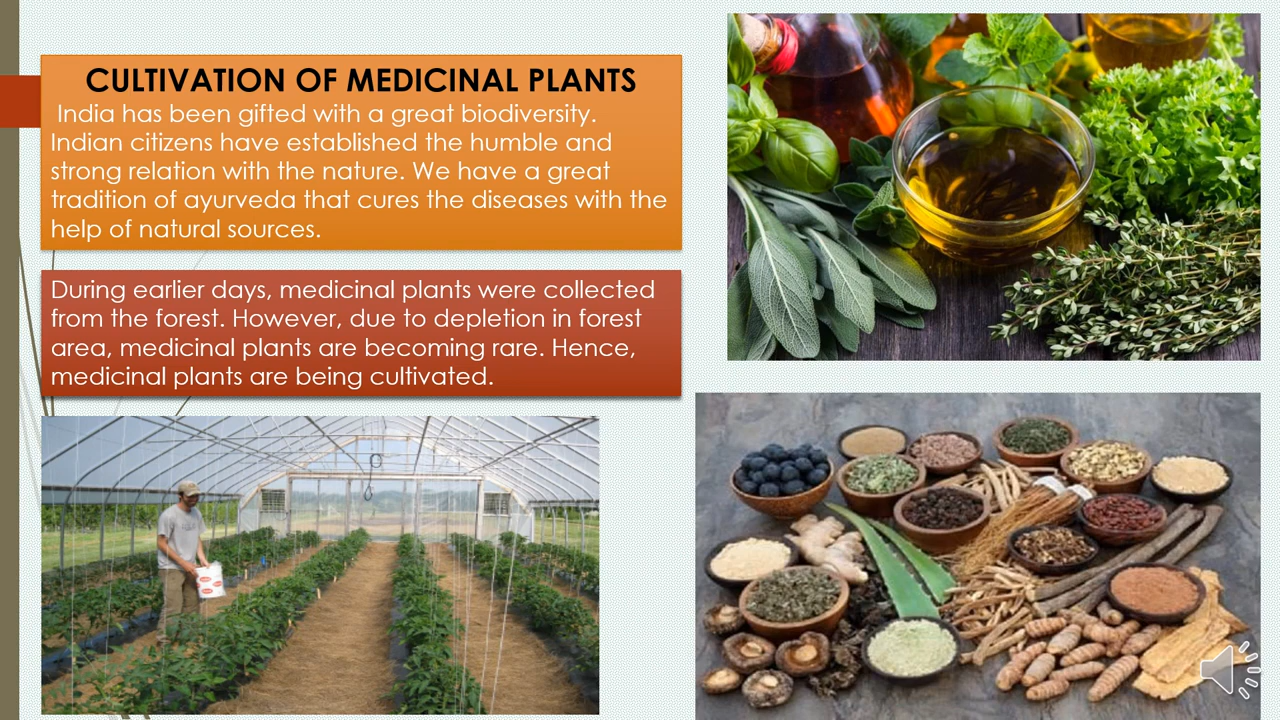 CULTIVATION OF MEDICINAL PLANTS
India has been gifted with a great biodiversity.
Indian citizens have established the humble and
strong relation with the nature. We have a great
tradition of ayurveda that cures the diseases with the
help of natural sources.
During earlier days, medicinal plants were collected
from the forest. However, due to depletion in forest
area, medicinal plants are becoming rare. Hence,
medicinal plants are being cultivated.